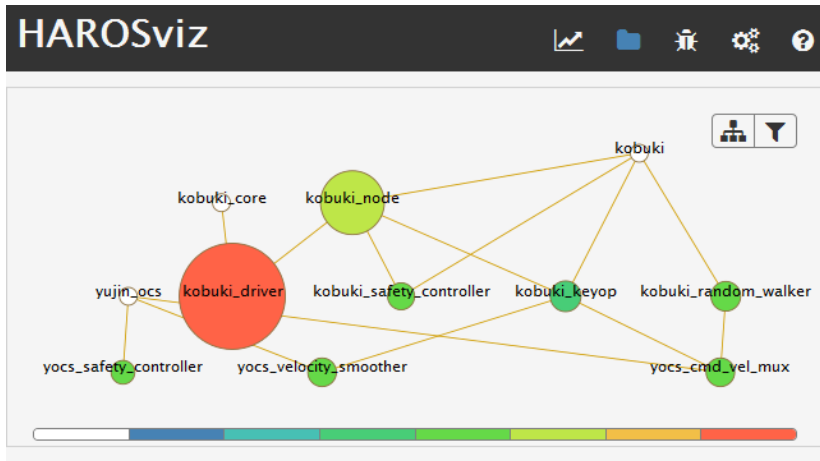 HAROSviz
kobuki
kobuki_core
kobuki_node
yujin_ocs
kobuki_driver
kobuki_safety_controller
kobuki_keyop
kobuki_random_walker
yocs_safety_controller
yocs_velocity_smoother
yocs_cmd_vel_mux